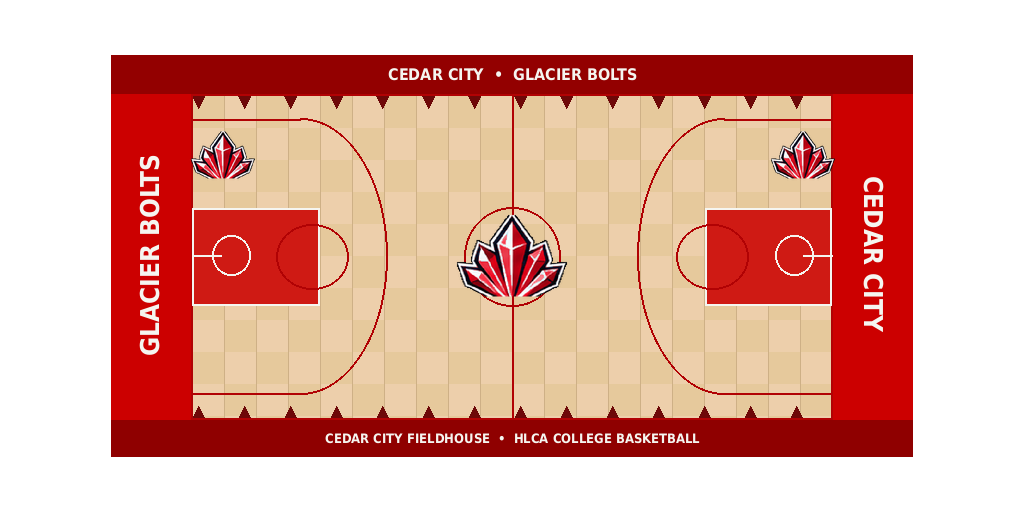 CEDAR CITY • GLACIER BOLTS
GLACIER BOLTS
CEDAR CITY
CEDAR CITY FIELDHOUSE • HLCA COLLEGE BASKETBALL